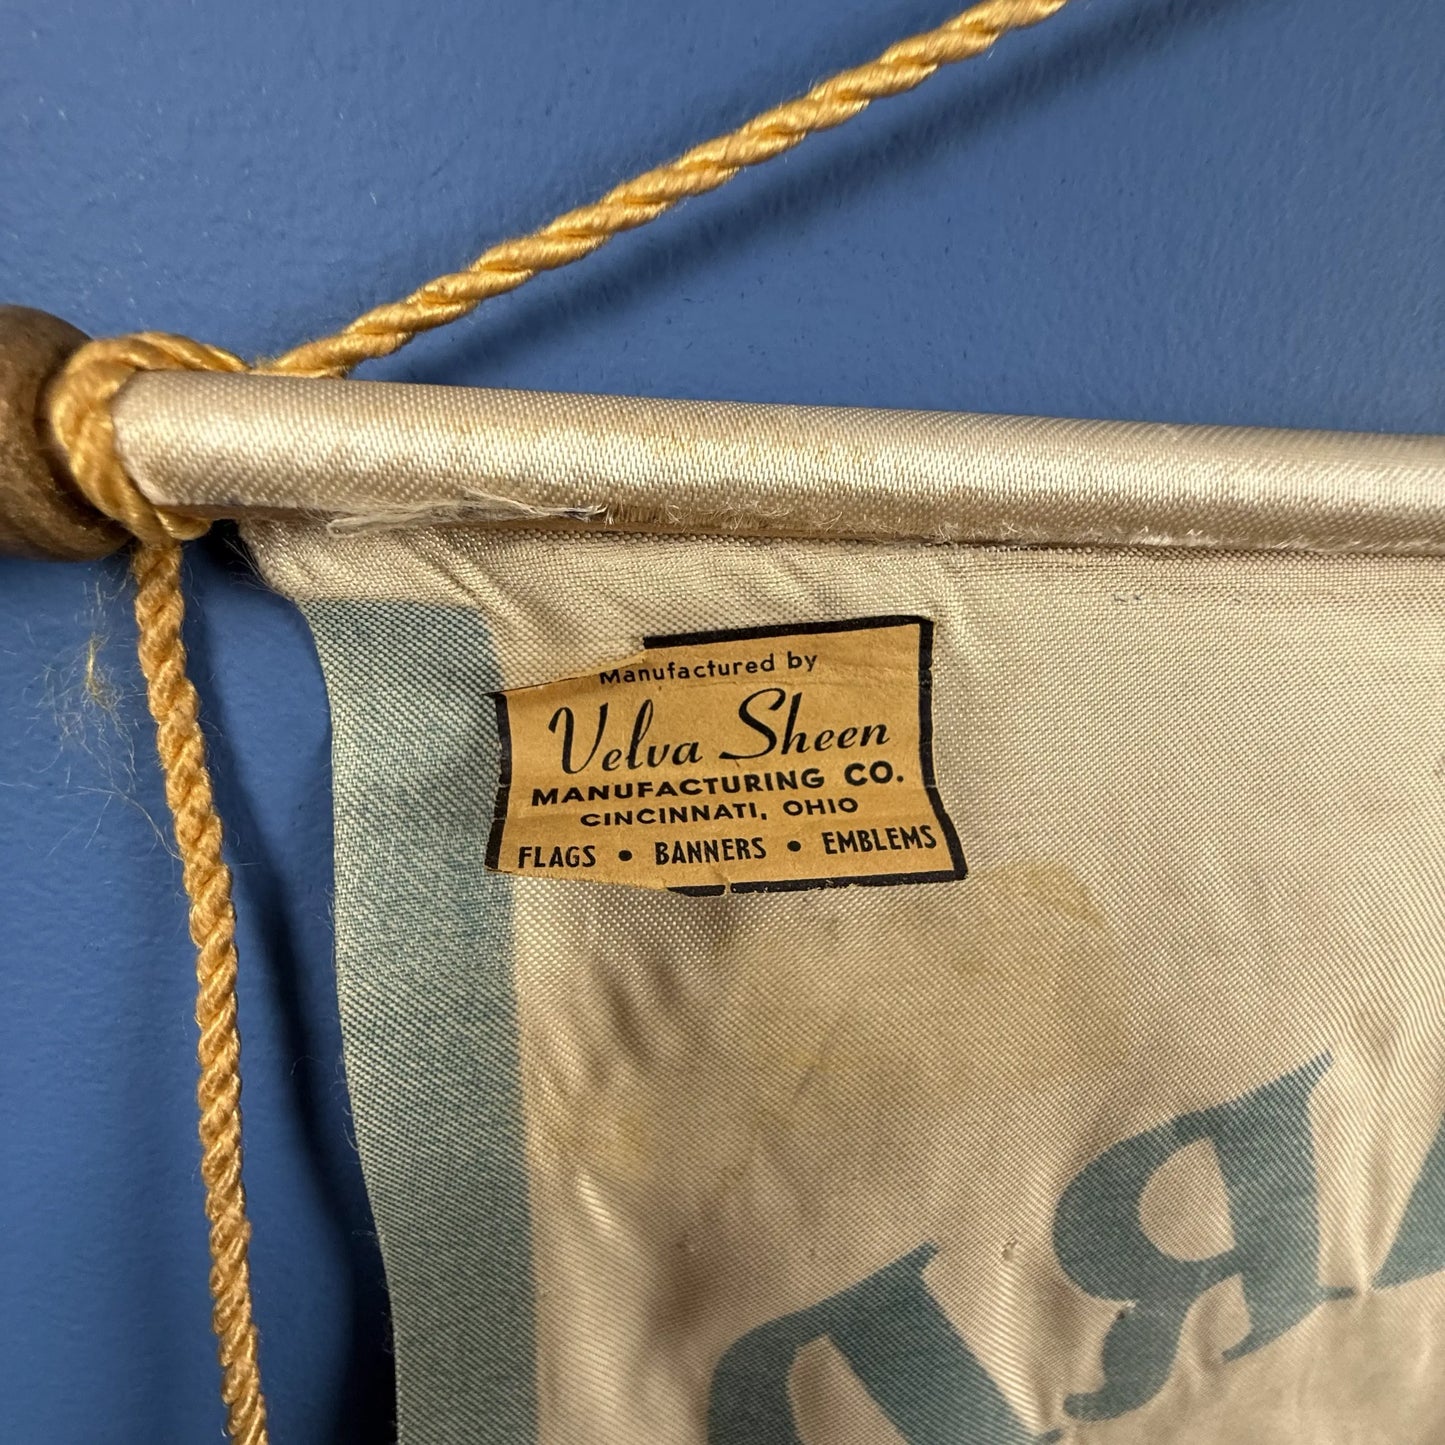 Manufactured by
Velva Sheen
MANUFACTURING CO.
CINCINNATI, OHIO
FLAGS • BANNERS • EMBLEMS